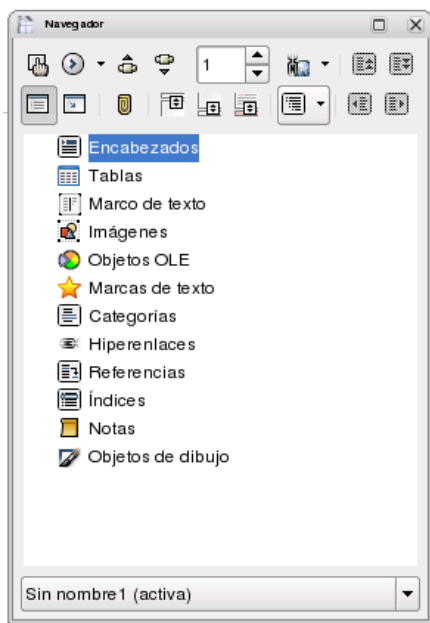 Navegador
1
Encabezados
Tablas
Marco de texto
Imágenes
Objetos OLE
Marcas de texto
Categorías
Hiperenlaces
Referencias
Índices
Notas
Objetos de dibujo
Sin nombre1 (activa)